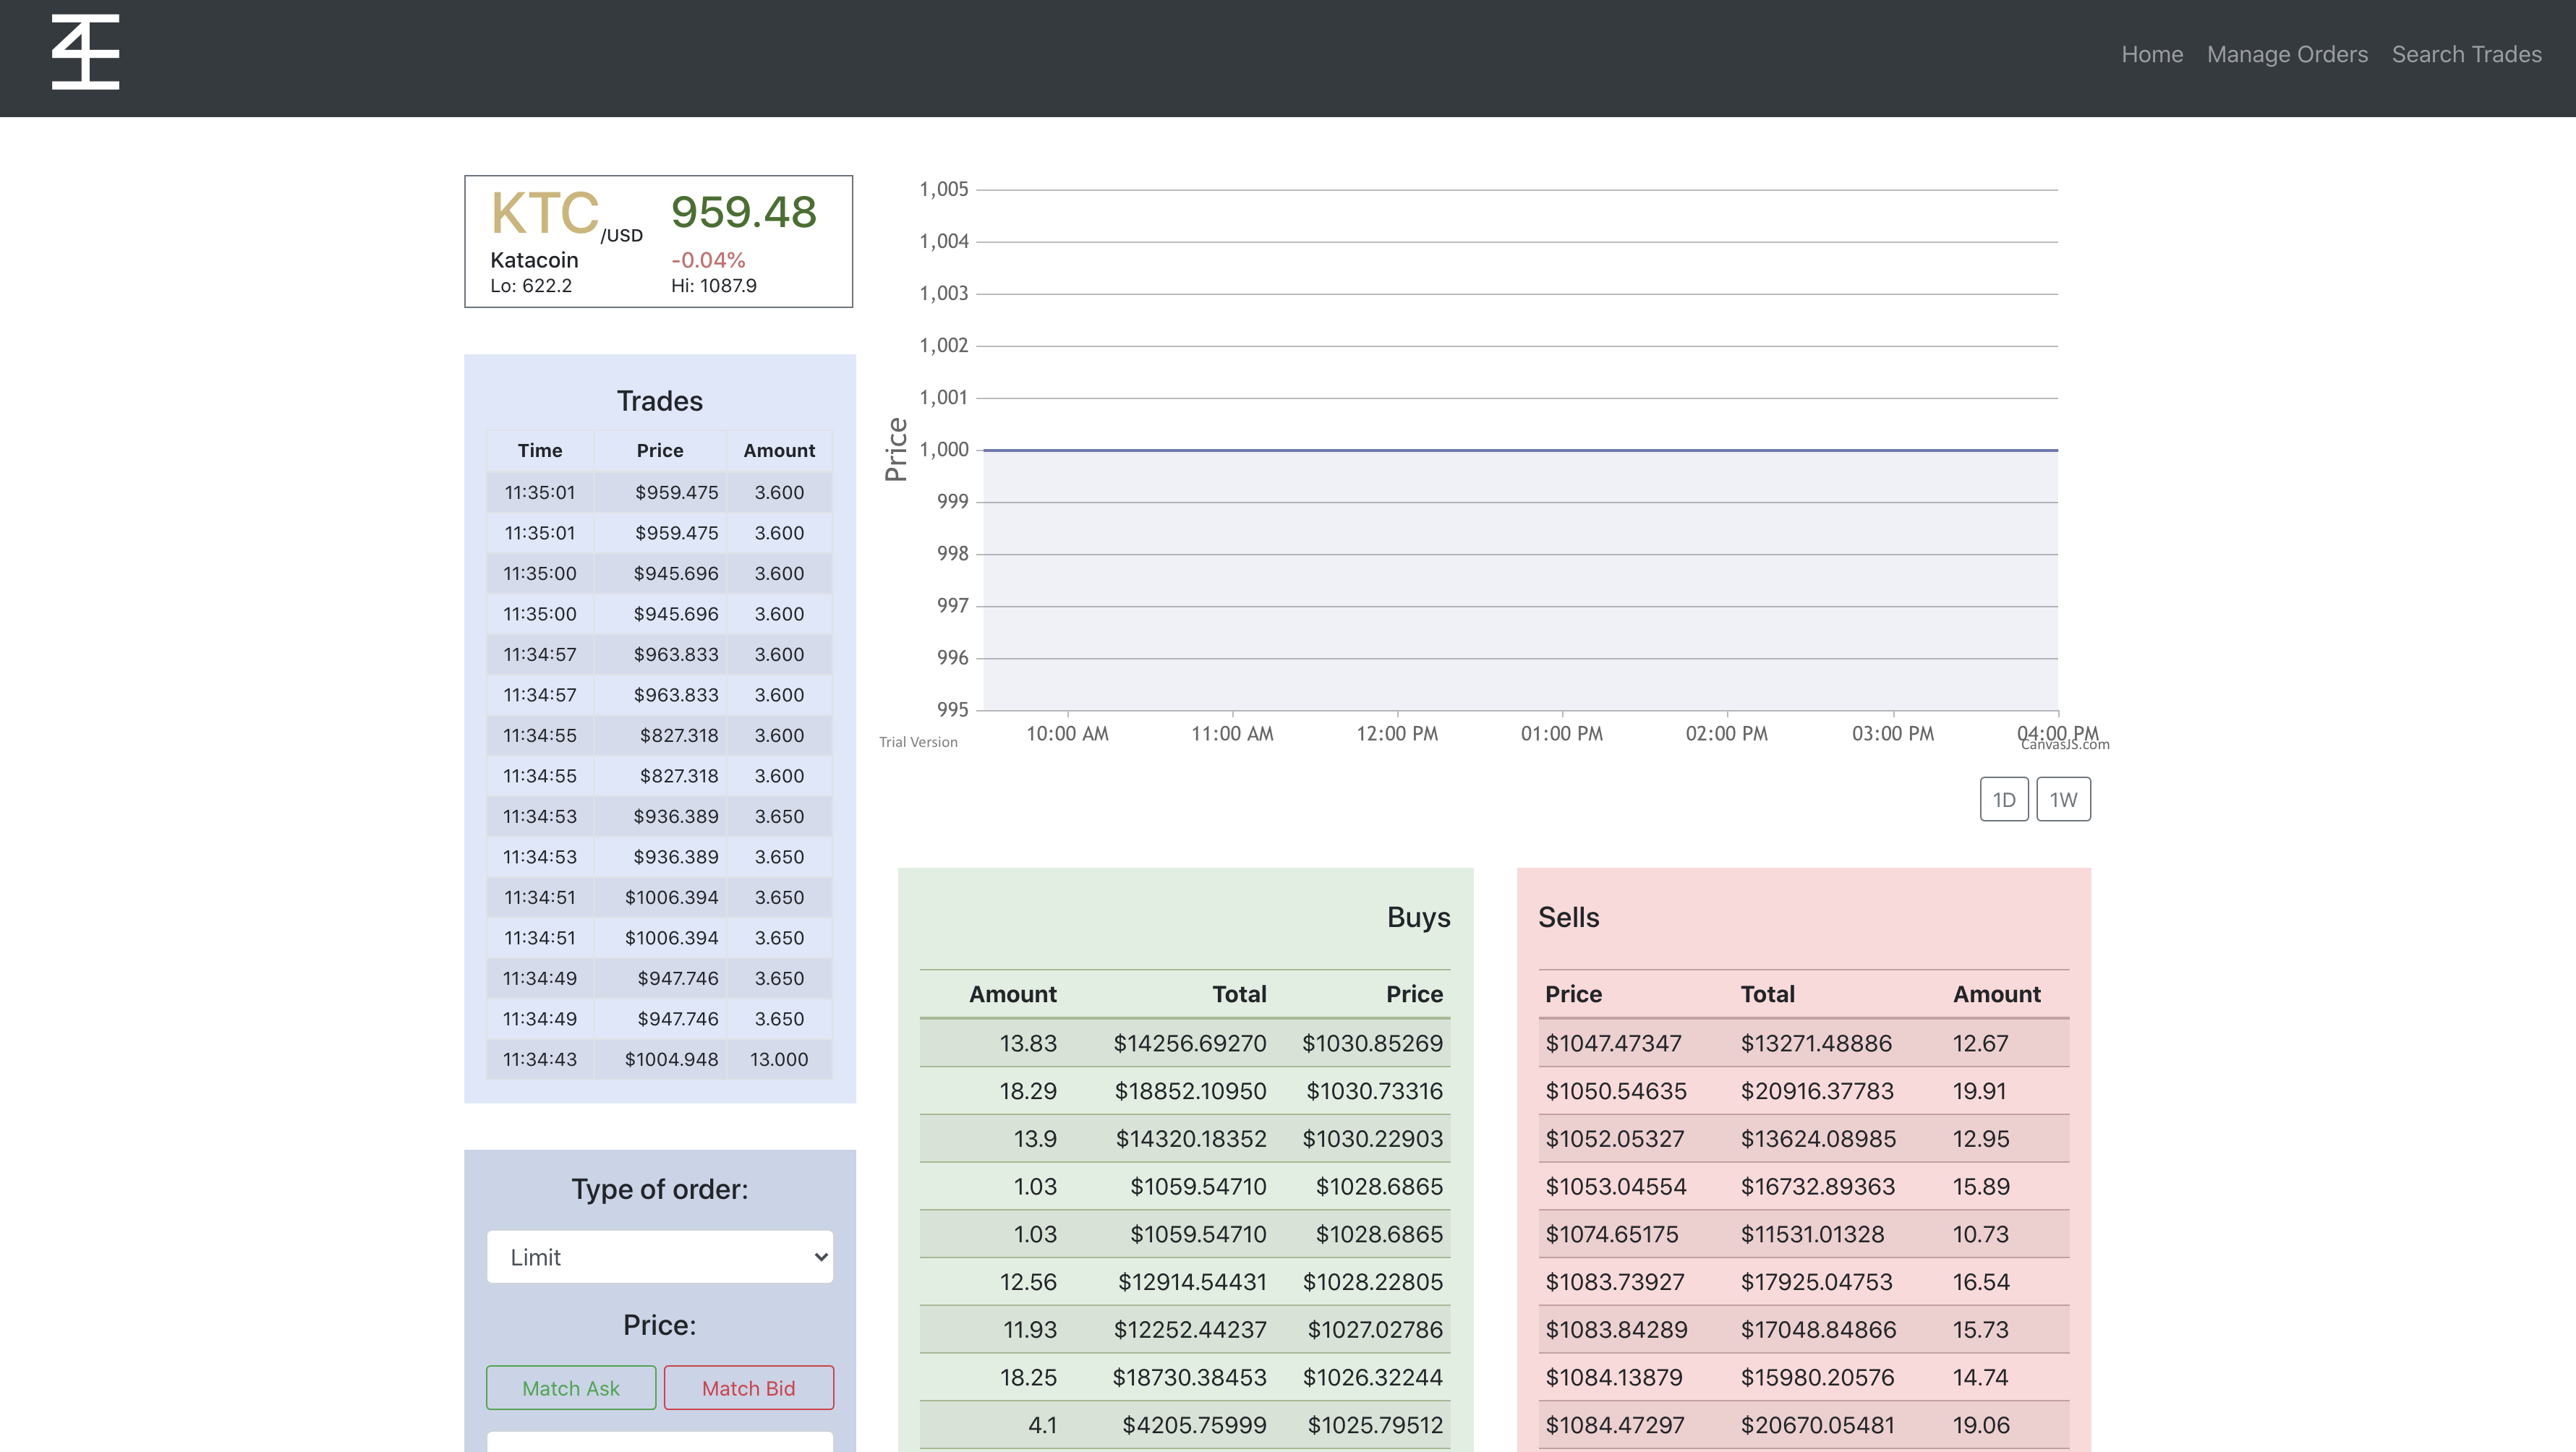 Home Manage Orders Search Trades
KTC/USD 959.48
Katacoin -0.04%
Lo: 622.2 Hi: 1087.9
Trades
Time Price Amount
11:35:01 $959.475 3.600
11:35:01 $959.475 3.600
11:35:00 $945.696 3.600
11:35:00 $945.696 3.600
11:34:57 $963.833 3.600
11:34:57 $963.833 3.600
11:34:55 $827.318 3.600
11:34:55 $827.318 3.600
11:34:53 $936.389 3.650
11:34:53 $936.389 3.650
11:34:51 $1006.394 3.650
11:34:51 $1006.394 3.650
11:34:49 $947.746 3.650
11:34:49 $947.746 3.650
11:34:43 $1004.948 13.000
Type of order:
Limit
Price:
Match Ask Match Bid
Price
1,005
1,004
1,003
1,002
1,001
1,000
999
998
997
996
995
10:00 AM 11:00 AM 12:00 PM 01:00 PM 02:00 PM 03:00 PM 04:00 PM
Trial Version CanvasJS.com
1D 1W
Buys
Amount Total Price
13.83 $14256.69270 $1030.85269
18.29 $18852.10950 $1030.73316
13.9 $14320.18352 $1030.22903
1.03 $1059.54710 $1028.6865
1.03 $1059.54710 $1028.6865
12.56 $12914.54431 $1028.22805
11.93 $12252.44237 $1027.02786
18.25 $18730.38453 $1026.32244
4.1 $4205.75999 $1025.79512
Sells
Price Total Amount
$1047.47347 $13271.48886 12.67
$1050.54635 $20916.37783 19.91
$1052.05327 $13624.08985 12.95
$1053.04554 $16732.89363 15.89
$1074.65175 $11531.01328 10.73
$1083.73927 $17925.04753 16.54
$1083.84289 $17048.84866 15.73
$1084.13879 $15980.20576 14.74
$1084.47297 $20670.05481 19.06